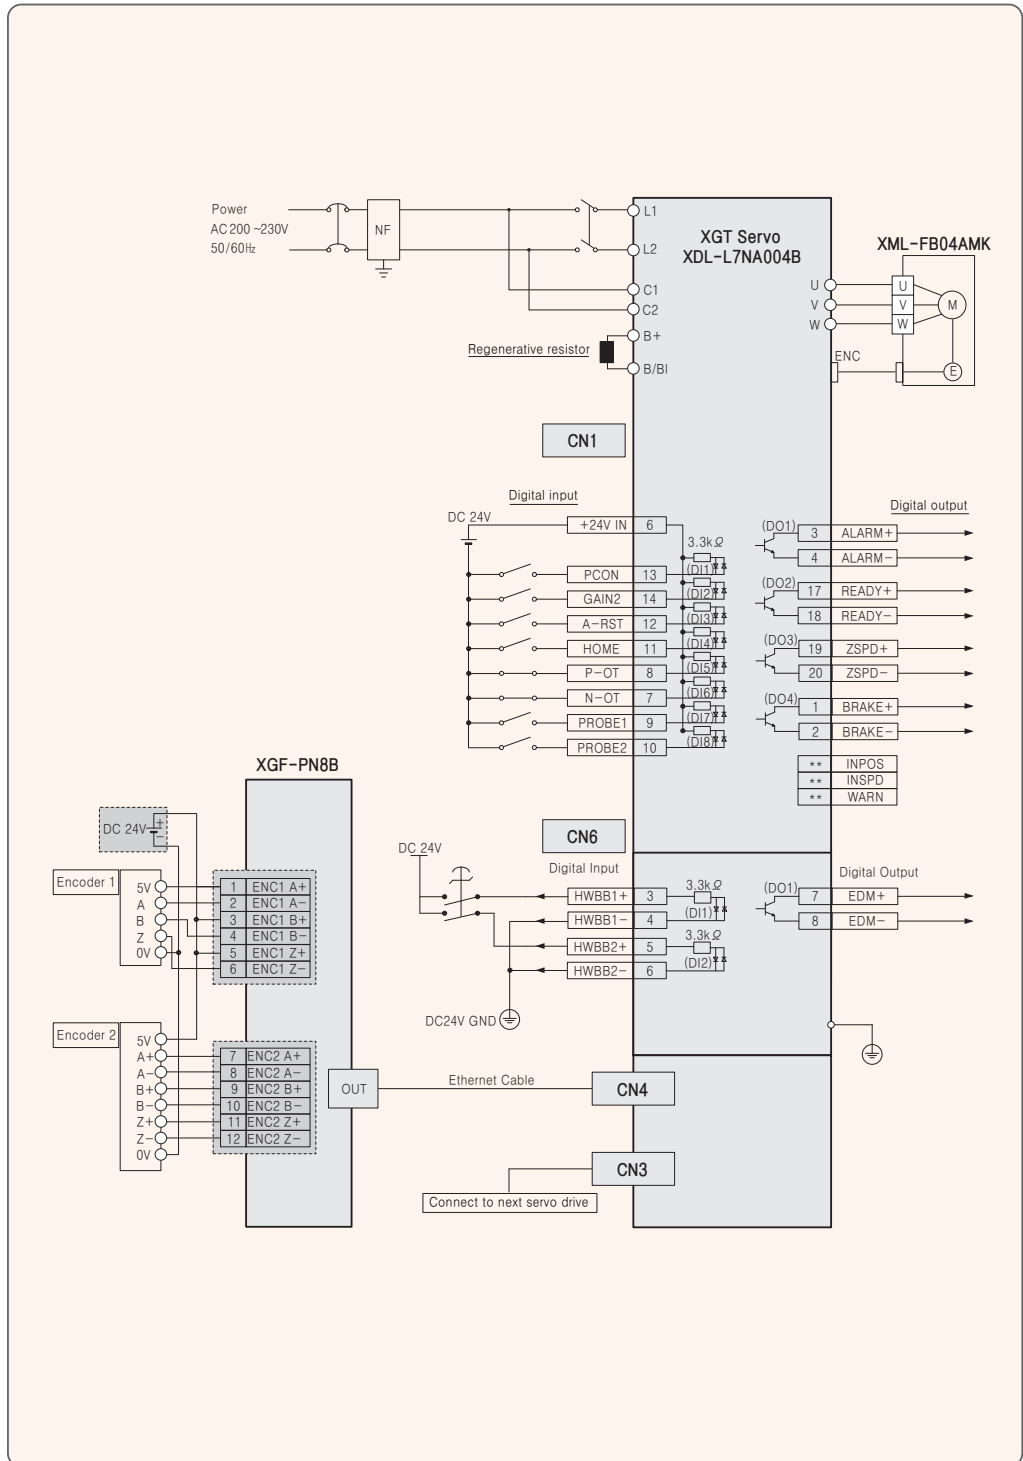 Power
AC 200 ~230V
50/60Hz
NF
L1
L2
C1
C2
B+
B/BI
Regenerative resistor
XGT Servo
XDL-L7NA004B
XML-FB04AMK
U
V
W
U
V
W
M
ENC
E
CN1
Digital input
DC 24V
+24V IN 6
PCON 13
GAIN2 14
A-RST 12
HOME 11
P-OT 8
N-OT 7
PROBE1 9
PROBE2 10
3.3kΩ
(DI1)
(DI2)
(DI3)
(DI4)
(DI5)
(DI6)
(DI7)
(DI8)
Digital output
(DO1)
3 ALARM+
4 ALARM-
(DO2)
17 READY+
18 READY-
(DO3)
19 ZSPD+
20 ZSPD-
(DO4)
1 BRAKE+
2 BRAKE-
** INPOS
** INSPD
** WARN
CN6
DC 24V
Digital Input
HWBB1+ 3
HWBB1- 4
HWBB2+ 5
HWBB2- 6
3.3kΩ
(DI1)
3.3kΩ
(DI2)
DC24V GND
Digital Output
(DO1)
7 EDM+
8 EDM-
XGF-PN8B
DC 24V
+
-
Encoder 1
5V
A
B
Z
0V
1 ENC1 A+
2 ENC1 A-
3 ENC1 B+
4 ENC1 B-
5 ENC1 Z+
6 ENC1 Z-
Encoder 2
5V
A+
A-
B+
B-
Z+
Z-
0V
7 ENC2 A+
8 ENC2 A-
9 ENC2 B+
10 ENC2 B-
11 ENC2 Z+
12 ENC2 Z-
OUT
Ethernet Cable
CN4
CN3
Connect to next servo drive